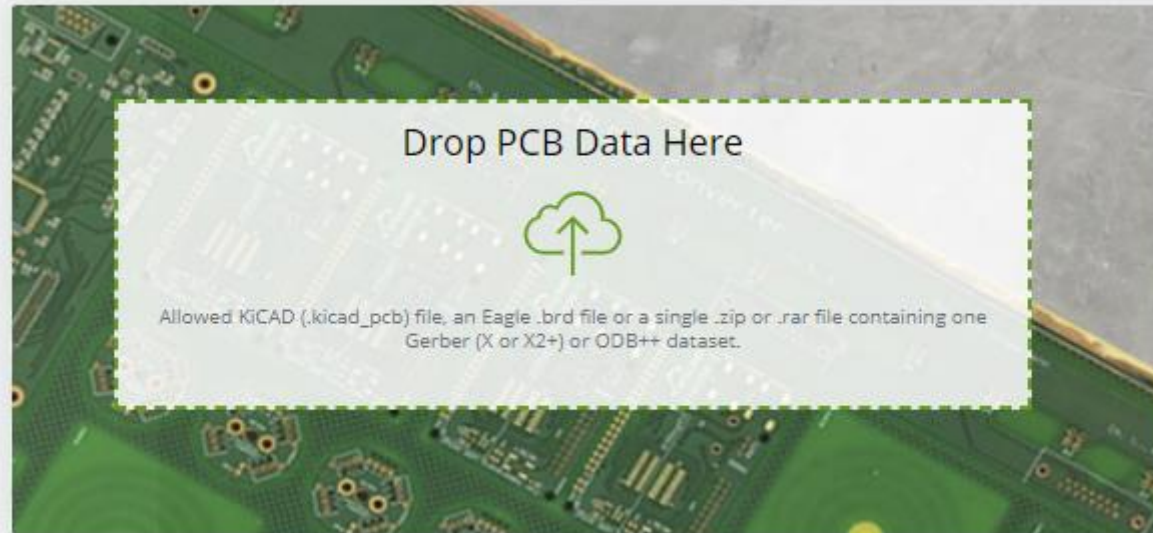 Drop PCB Data Here
Allowed KiCAD (.kicad_pcb) file, an Eagle .brd file or a single .zip or .rar file containing one
Gerber (X or X2+) or ODB++ dataset.